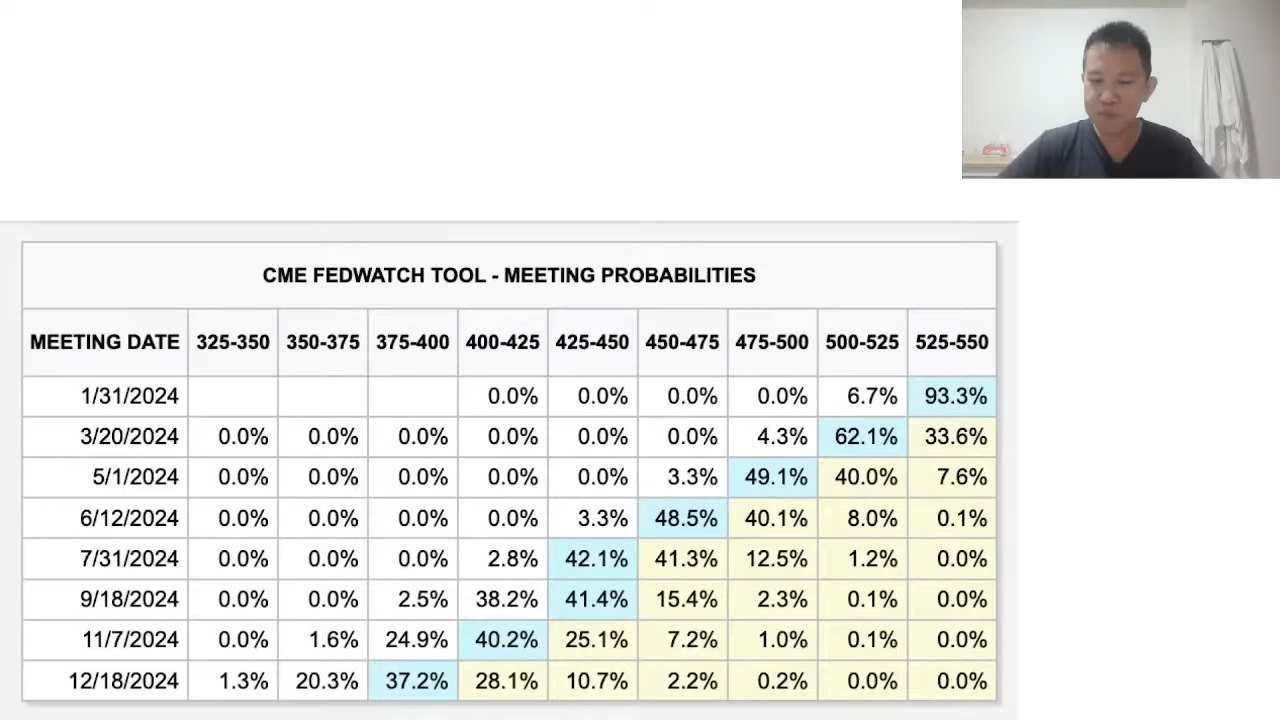 CME FEDWATCH TOOL - MEETING PROBABILITIES
MEETING DATE 325-350 350-375 375-400 400-425 425-450 450-475 475-500 500-525 525-550
1/31/2024 0.0% 0.0% 0.0% 0.0% 6.7% 93.3%
3/20/2024 0.0% 0.0% 0.0% 0.0% 0.0% 0.0% 4.3% 62.1% 33.6%
5/1/2024 0.0% 0.0% 0.0% 0.0% 0.0% 3.3% 49.1% 40.0% 7.6%
6/12/2024 0.0% 0.0% 0.0% 0.0% 3.3% 48.5% 40.1% 8.0% 0.1%
7/31/2024 0.0% 0.0% 0.0% 2.8% 42.1% 41.3% 12.5% 1.2% 0.0%
9/18/2024 0.0% 0.0% 2.5% 38.2% 41.4% 15.4% 2.3% 0.1% 0.0%
11/7/2024 0.0% 1.6% 24.9% 40.2% 25.1% 7.2% 1.0% 0.1% 0.0%
12/18/2024 1.3% 20.3% 37.2% 28.1% 10.7% 2.2% 0.2% 0.0% 0.0%